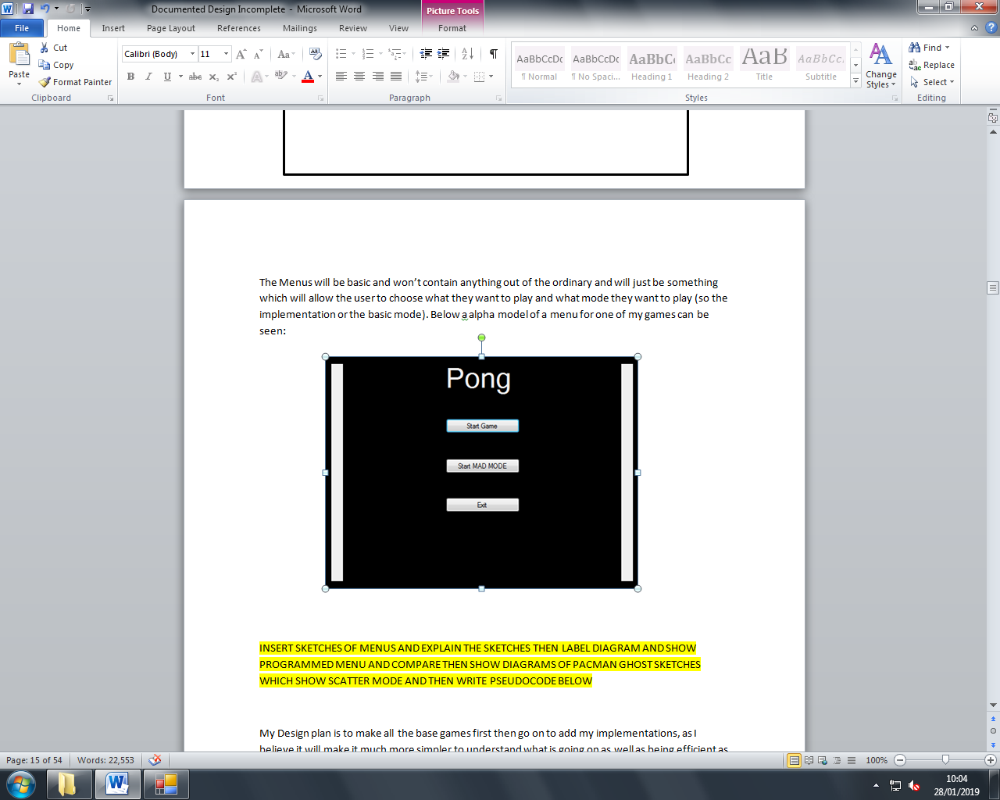 Documented Design Incomplete - Microsoft Word
Picture Tools
File Home Insert Page Layout References Mailings Review View Format
Paste
Cut
Copy
Format Painter
Clipboard
Calibri (Body) 11
Font
Paragraph
AaBbCcDc AaBbCcDc AaBbC AaBbCc AaB AaBbCc.
¶ Normal ¶ No Spaci... Heading 1 Heading 2 Title Subtitle
Change Styles
Styles
Find
Replace
Select
Editing
The Menus will be basic and won’t contain anything out of the ordinary and will just be something
which will allow the user to choose what they want to play and what mode they want to play (so the
implementation or the basic mode). Below a alpha model of a menu for one of my games can be
seen:
Pong
Start Game
Start MAD MODE
Exit
INSERT SKETCHES OF MENUS AND EXPLAIN THE SKETCHES THEN LABEL DIAGRAM AND SHOW
PROGRAMMED MENU AND COMPARE THEN SHOW DIAGRAMS OF PACMAN GHOST SKETCHES
WHICH SHOW SCATTER MODE AND THEN WRITE PSEUDOCODE BELOW
My Design plan is to make all the base games first then go on to add my implementations, as I
believe it will make it much more simpler to understand what is going on as well as being efficient as
Page: 15 of 54 Words: 22,553 100%
10:04
28/01/2019